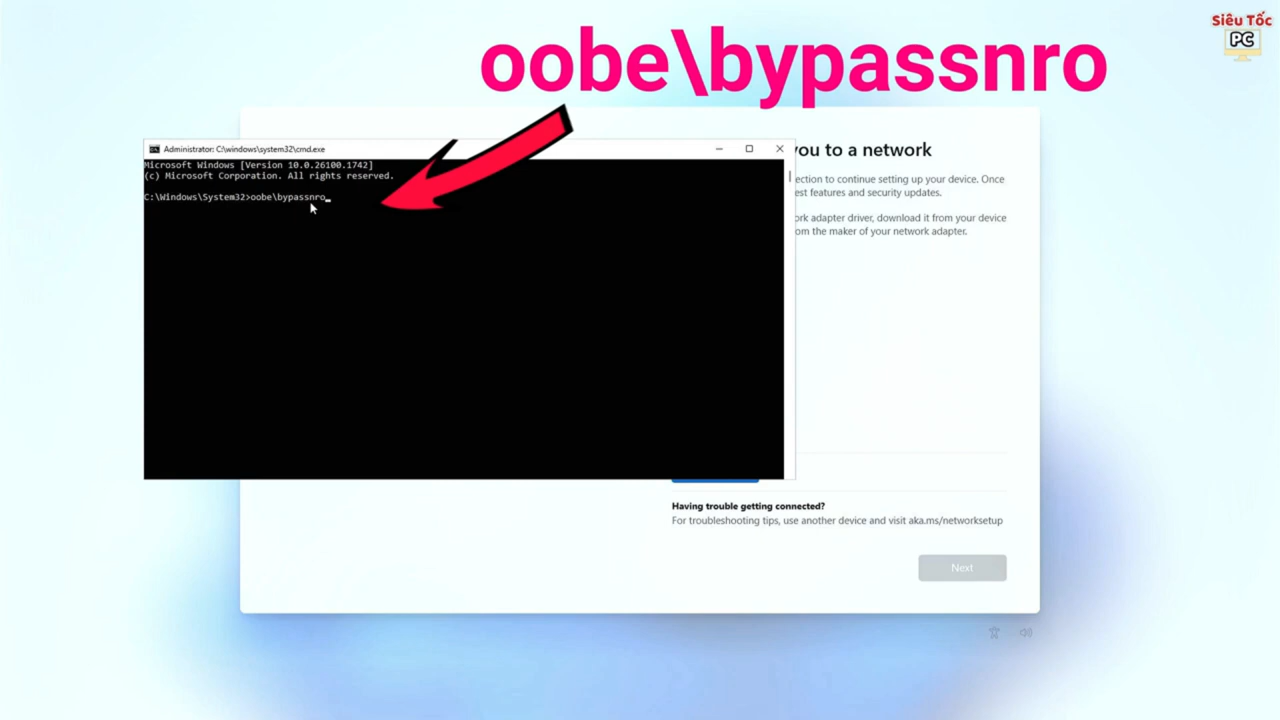 Siêu Tốc
PC
oobe\bypassnro
Administrator: C:\windows\system32\cmd.exe
Microsoft Windows [Version 10.0.26100.1742]
(c) Microsoft Corporation. All rights reserved.
C:\Windows\System32>oobe\bypassnro_
you to a network
ection to continue setting up your device. Once
est features and security updates.
ork adapter driver, download it from your device
om the maker of your network adapter.
Having trouble getting connected?
For troubleshooting tips, use another device and visit aka.ms/networksetup
Next